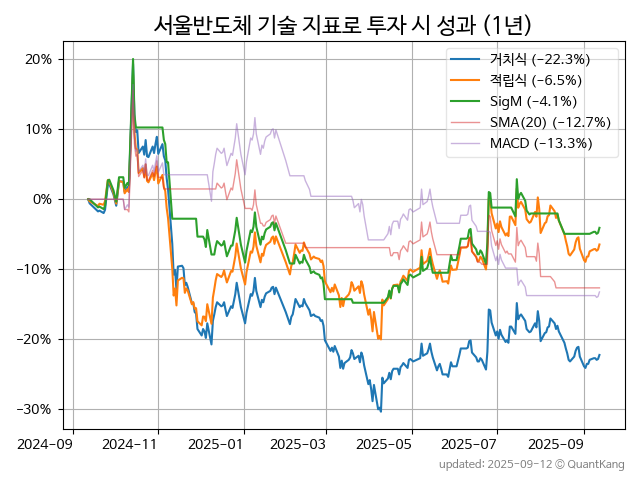 서울반도체 기술 지표로 투자 시 성과 (1년)
거치식 (−22.3%)
적립식 (−6.5%)
SigM (−4.1%)
SMA(20) (−12.7%)
MACD (−13.3%)
20%
10%
0%
−10%
−20%
−30%
2024−09 2024−11 2025−01 2025−03 2025−05 2025−07 2025−09
updated: 2025-09-12 © QuantKang